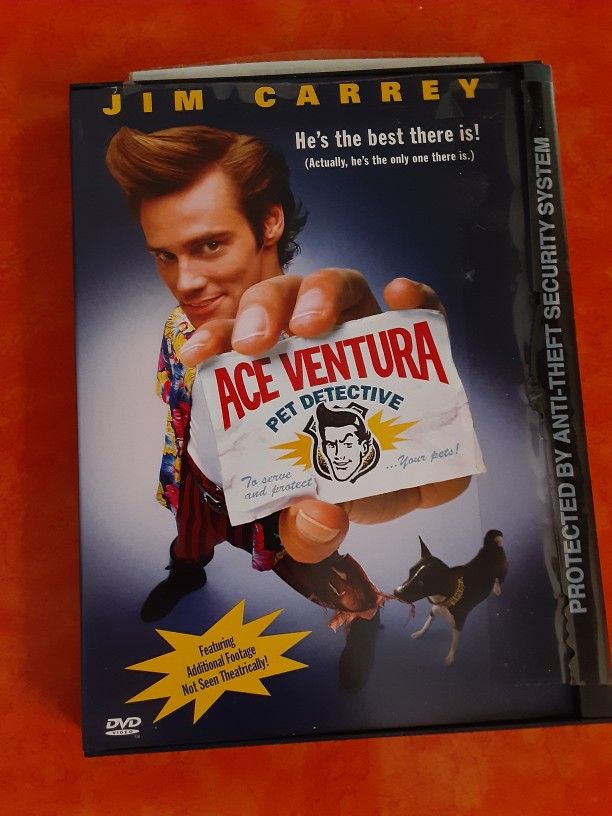 JIM CARREY
He's the best there is!
(Actually, he's the only one there is.)
ACE VENTURA
PET DETECTIVE
To serve
and protect
...Your pets!
Featuring
Additional Footage
Not Seen Theatrically!
DVD
VIDEO
PROTECTED BY ANTI-THEFT SECURITY SYSTEM